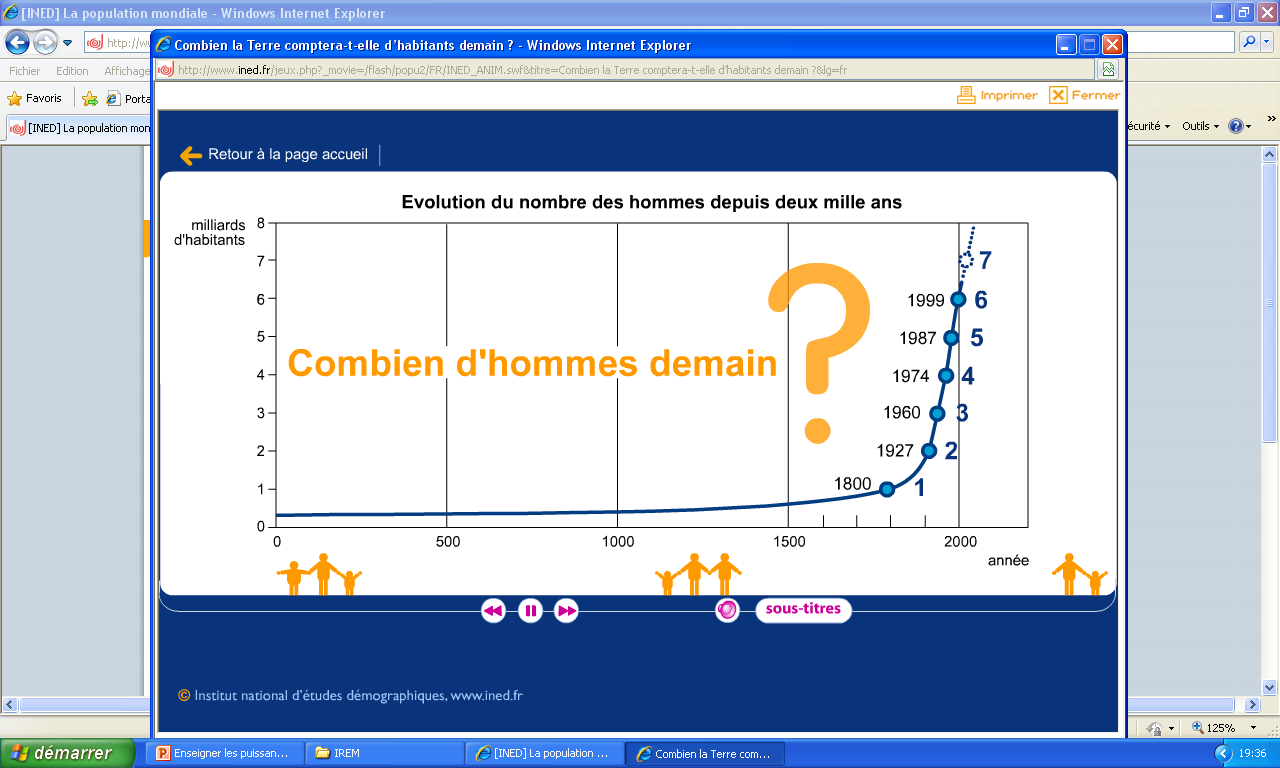 [INED] La population mondiale - Windows Internet Explorer
Combien la Terre comptera-t-elle d'habitants demain ? - Windows Internet Explorer
http://www.ined.fr/jeux.php?_movie=/flash/popu2/FR/INED_ANIM.swf&titre=Combien la Terre comptera-t-elle d'habitants demain ?&lg=fr
http://w
Fichier Edition Affichage
Favoris
Imprimer Fermer
[INED] La population mon
Outils
Retour à la page accueil
Evolution du nombre des hommes depuis deux mille ans
milliards
d'habitants
8
7
7
6
1999 6
5
1987 5
Combien d'hommes demain ?
4
1974 4
3
1960 3
2
1927 2
1
1800 1
0
0 500 1000 1500 2000
année
sous-titres
© Institut national d'études démographiques, www.ined.fr
125%
démarrer
Enseigner les puissan...
IREM
[INED] La population ...
Combien la Terre com...
19:36